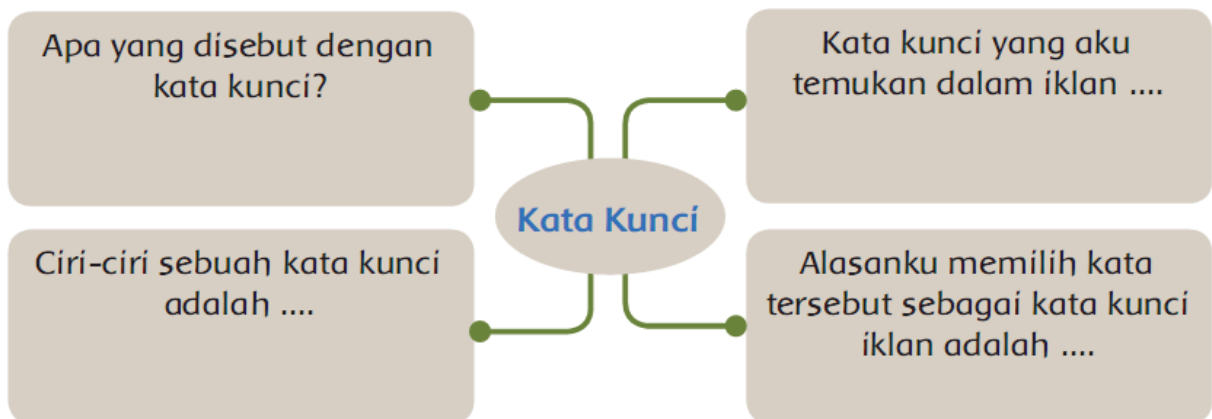 Apa yang disebut dengan
kata kunci?
Kata kunci yang aku
temukan dalam iklan ....
Kata Kunci
Ciri-ciri sebuah kata kunci
adalah ....
Alasanku memilih kata
tersebut sebagai kata kunci
iklan adalah ....